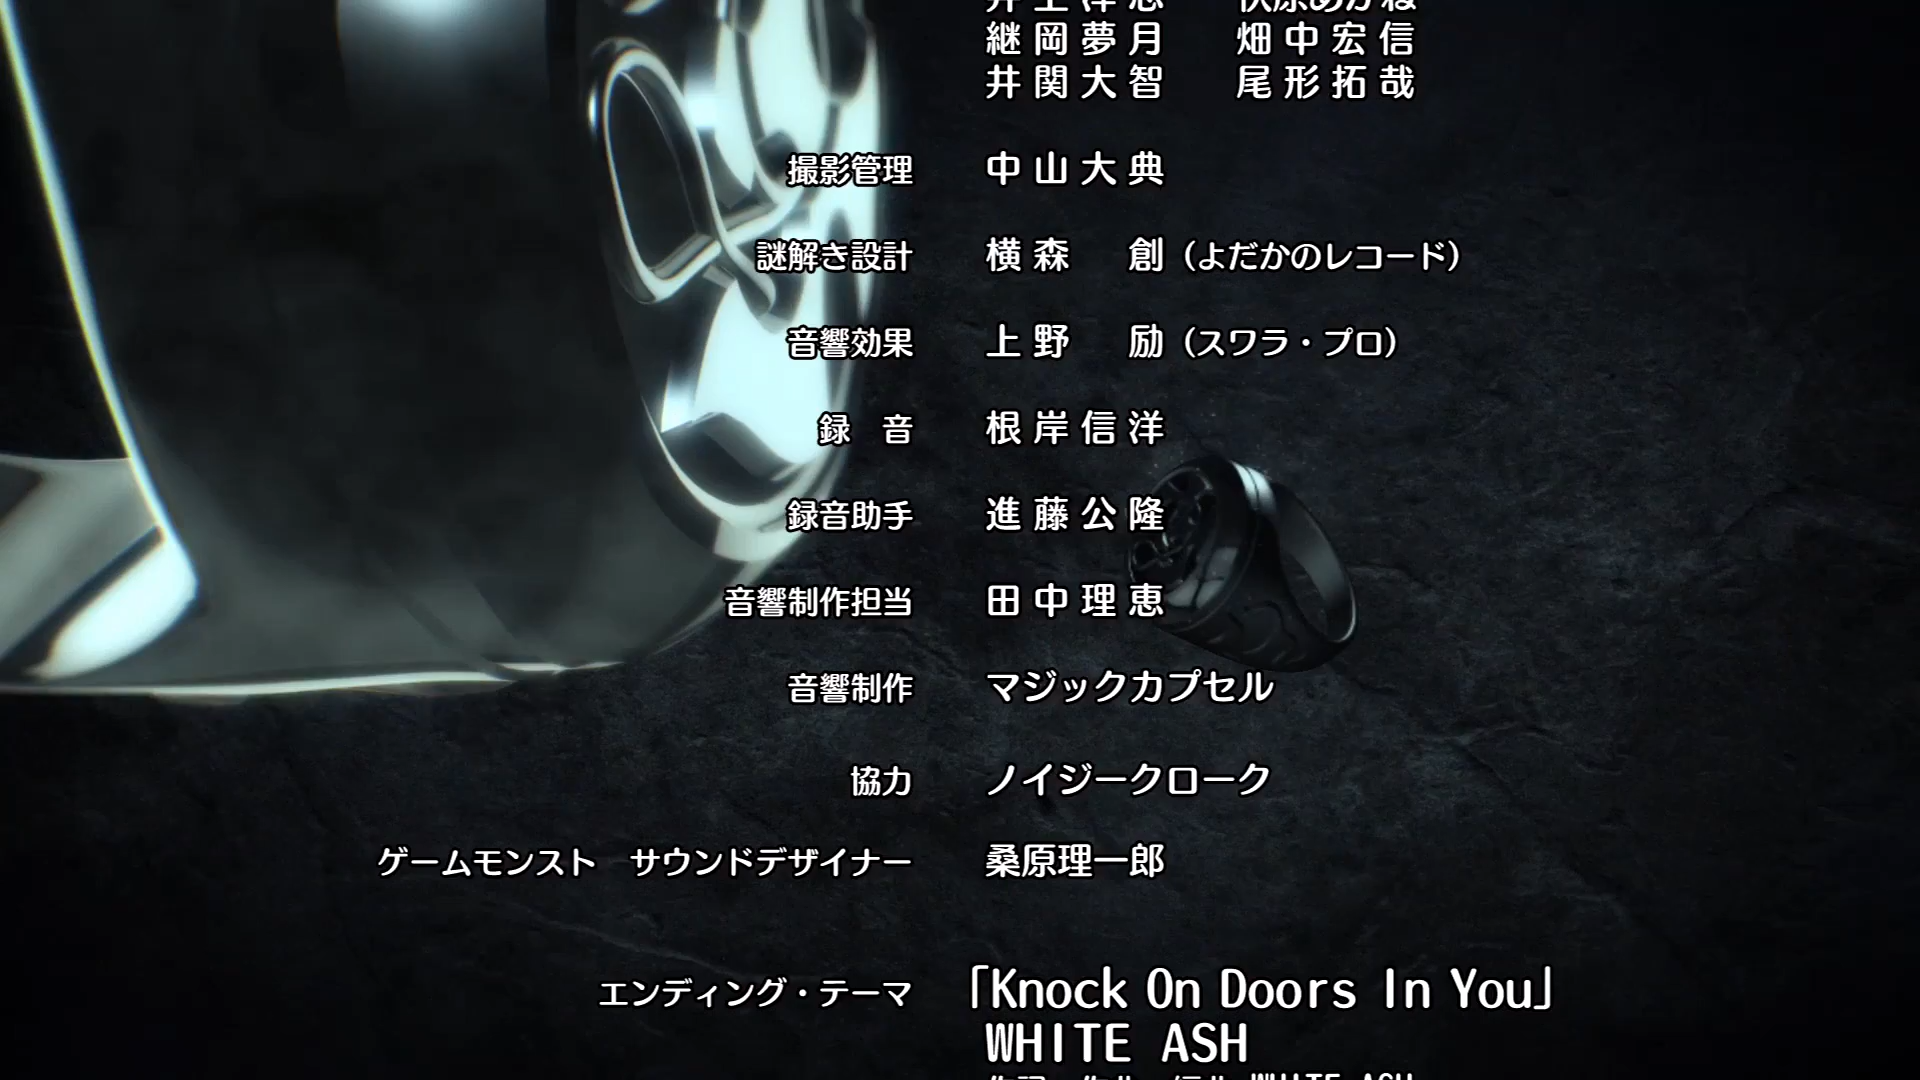 継岡夢月　畑中宏信
井関大智　尾形拓哉
撮影管理　中山大典
謎解き設計　横森　創（よだかのレコード）
音響効果　上野　励（スワラ・プロ）
録　音　根岸信洋
録音助手　進藤公隆
音響制作担当　田中理恵
音響制作　マジックカプセル
協力　ノイジークローク
ゲームモンスト　サウンドデザイナー　桑原理一郎
エンディング・テーマ　「Knock On Doors In You」
WHITE ASH